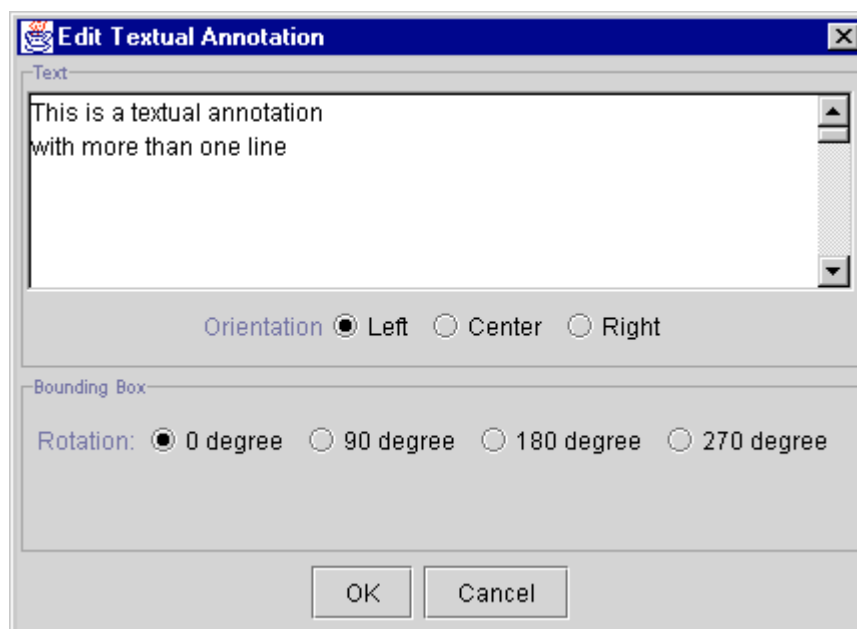 Edit Textual Annotation
Text
This is a textual annotation
with more than one line
Orientation Left Center Right
Bounding Box
Rotation: 0 degree 90 degree 180 degree 270 degree
OK Cancel